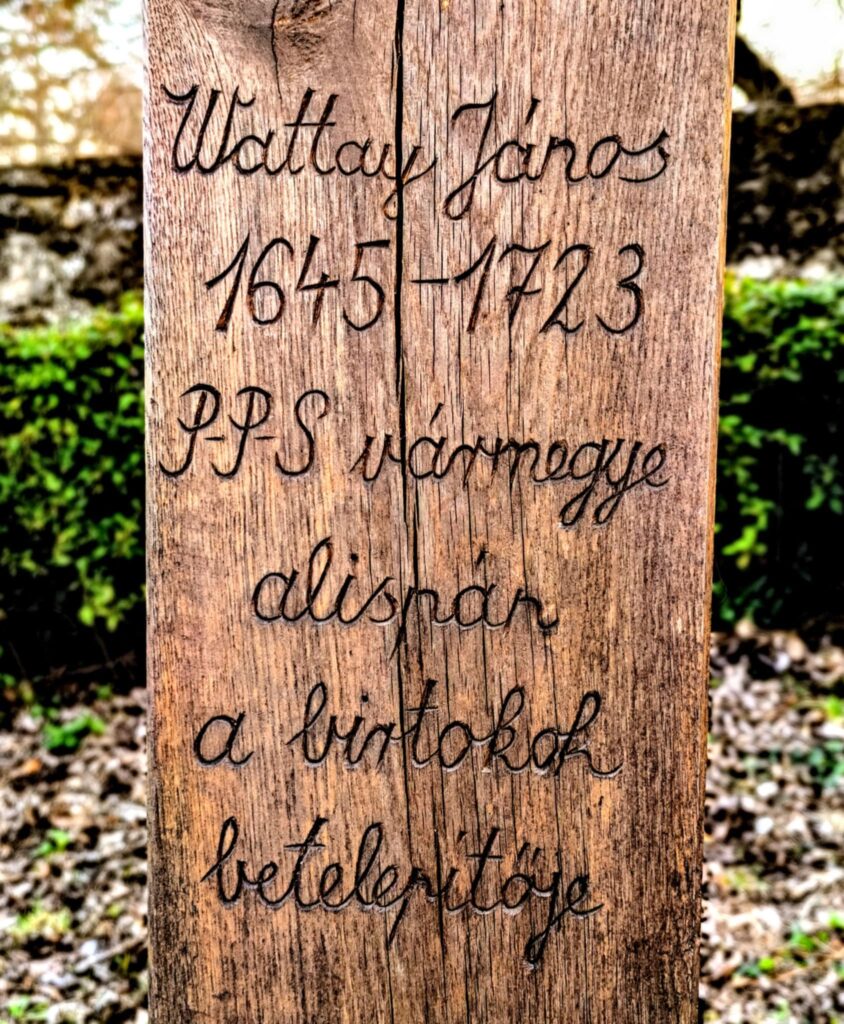 Wattay János
1645-1723
P-P-S vármegye
alispán
a birtokok
betelepítője